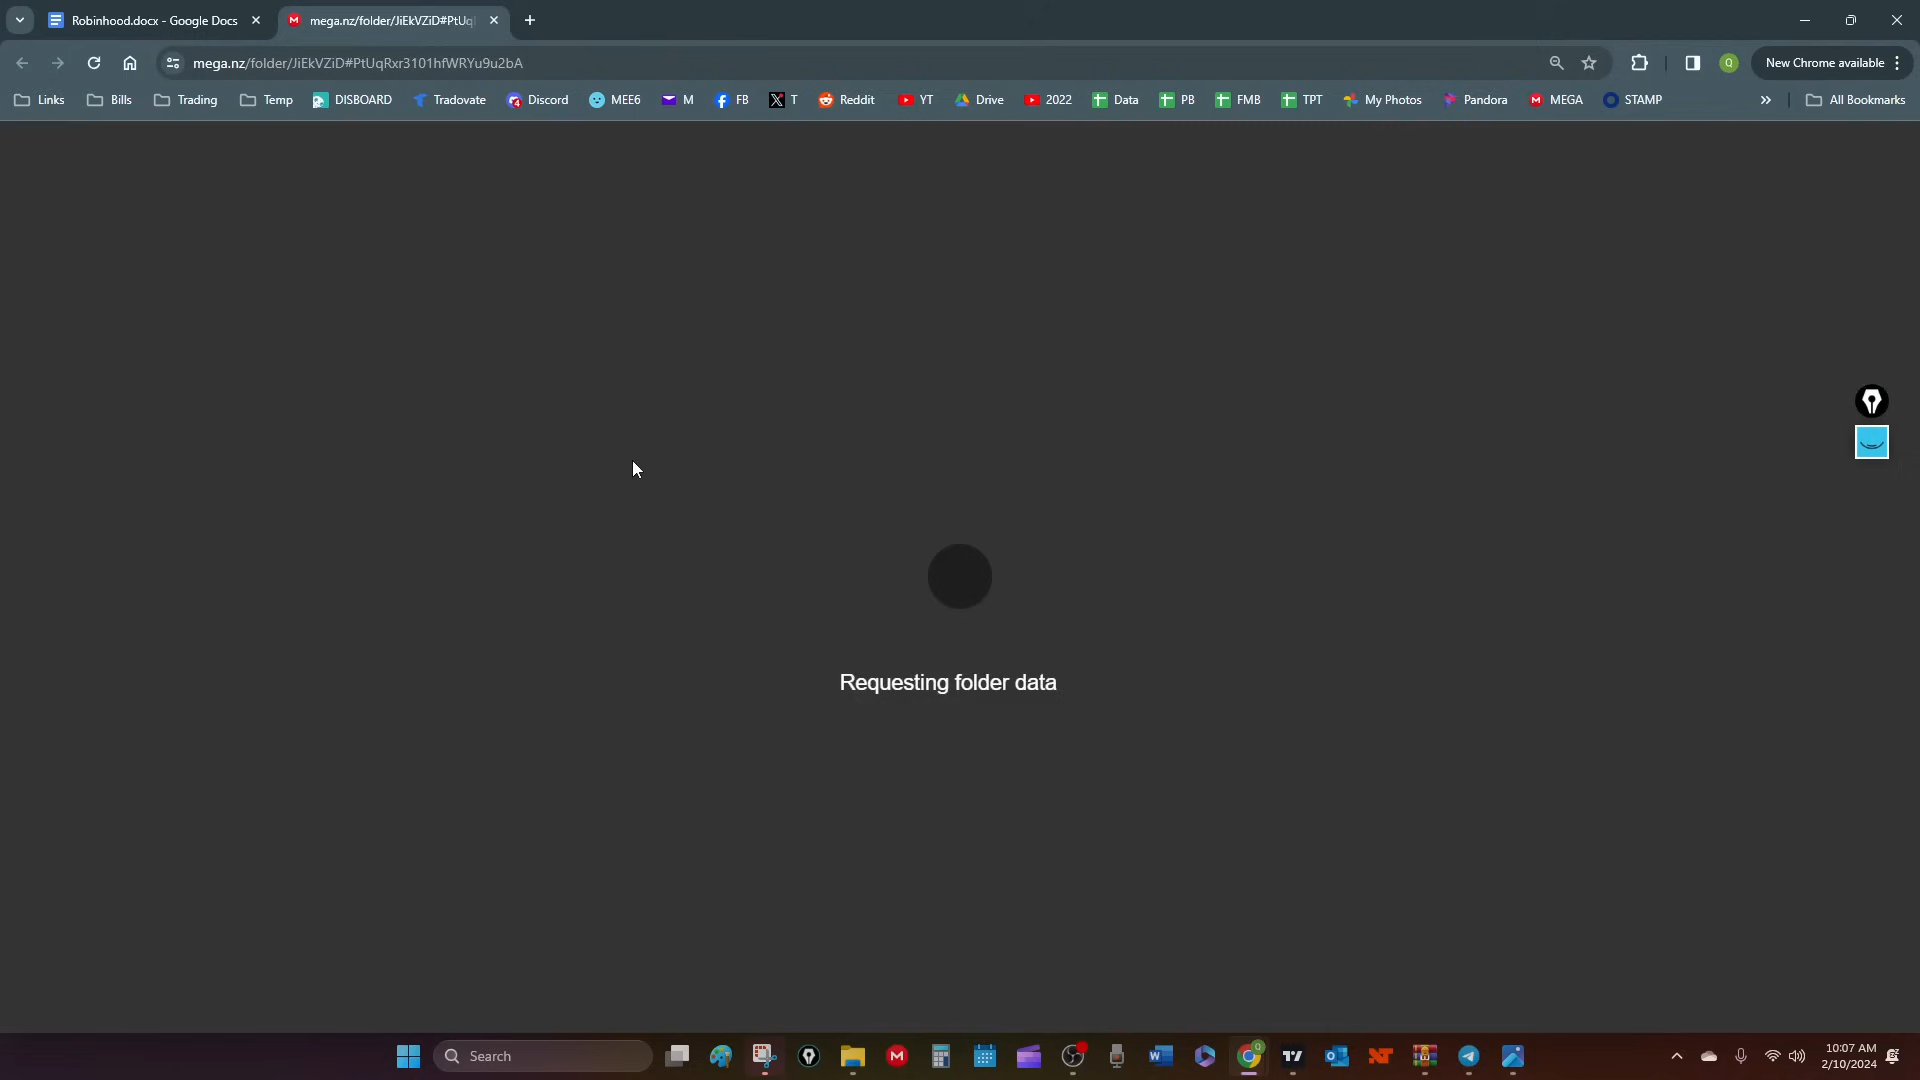 Robinhood.docx - Google Docs
mega.nz/folder/JiEkVZiD#PtUq
mega.nz/folder/JiEkVZiD#PtUqRxr3101hfWRYu9u2bA
New Chrome available
Links Bills Trading Temp DISBOARD Tradovate Discord MEE6 M FB T Reddit YT Drive 2022 Data PB FMB TPT My Photos Pandora MEGA STAMP All Bookmarks
Requesting folder data
Search
10:07 AM
2/10/2024